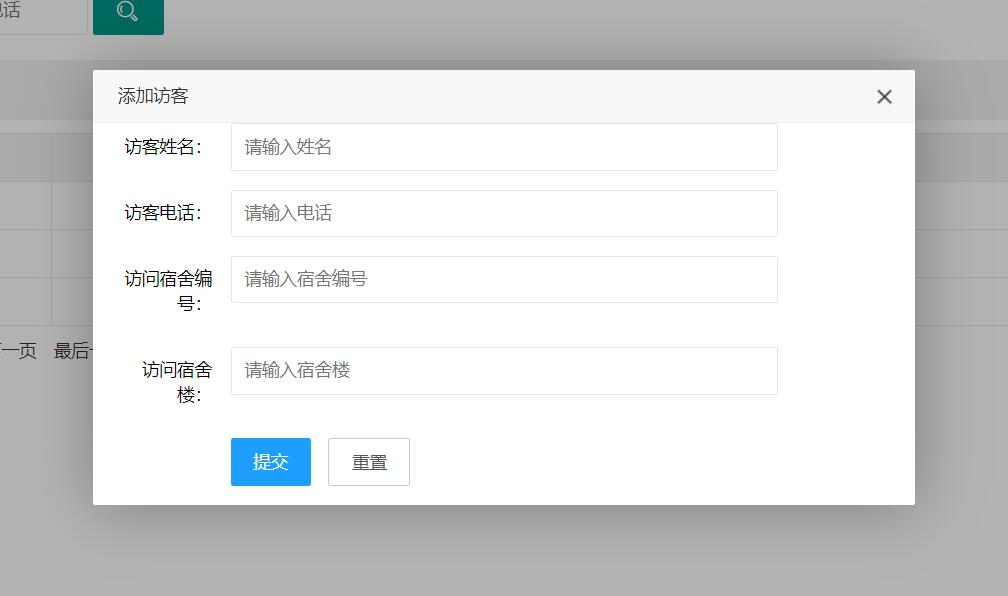 电话
添加访客
访客姓名：
请输入姓名
访客电话：
请输入电话
访问宿舍编
号：
请输入宿舍编号
访问宿舍
楼：
请输入宿舍楼
一页 最后
提交 重置